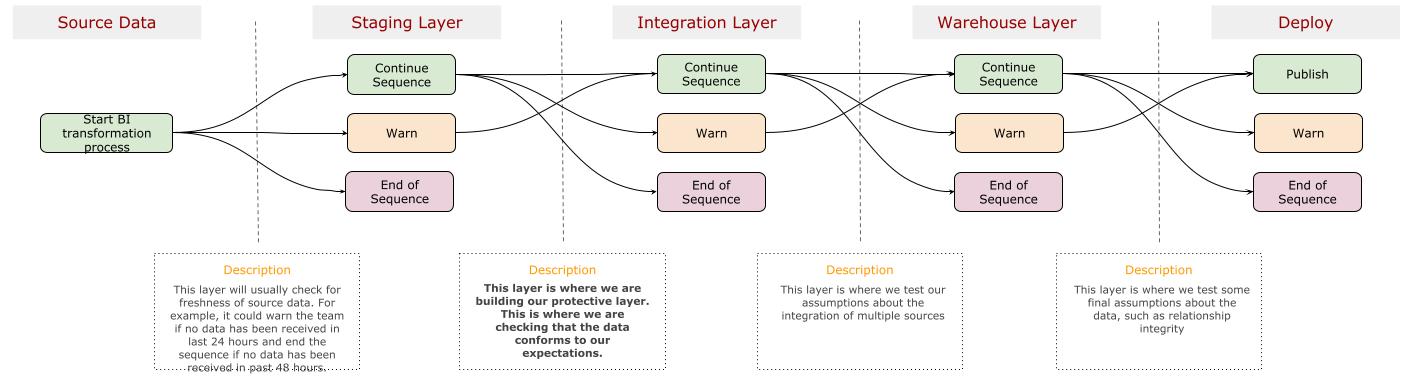 Source Data
Staging Layer
Integration Layer
Warehouse Layer
Deploy
Start BI
transformation
process
Continue
Sequence
Warn
End of
Sequence
Continue
Sequence
Warn
End of
Sequence
Continue
Sequence
Warn
End of
Sequence
Publish
Warn
End of
Sequence
Description
This layer will usually check for
freshness of source data. For
example, it could warn the team
if no data has been received in
last 24 hours and end the
sequence if no data has been
received in past 48 hours.
Description
This layer is where we are
building our protective layer.
This is where we are
checking that the data
conforms to our
expectations.
Description
This layer is where we test our
assumptions about the
integration of multiple sources
Description
This layer is where we test some
final assumptions about the
data, such as relationship
integrity